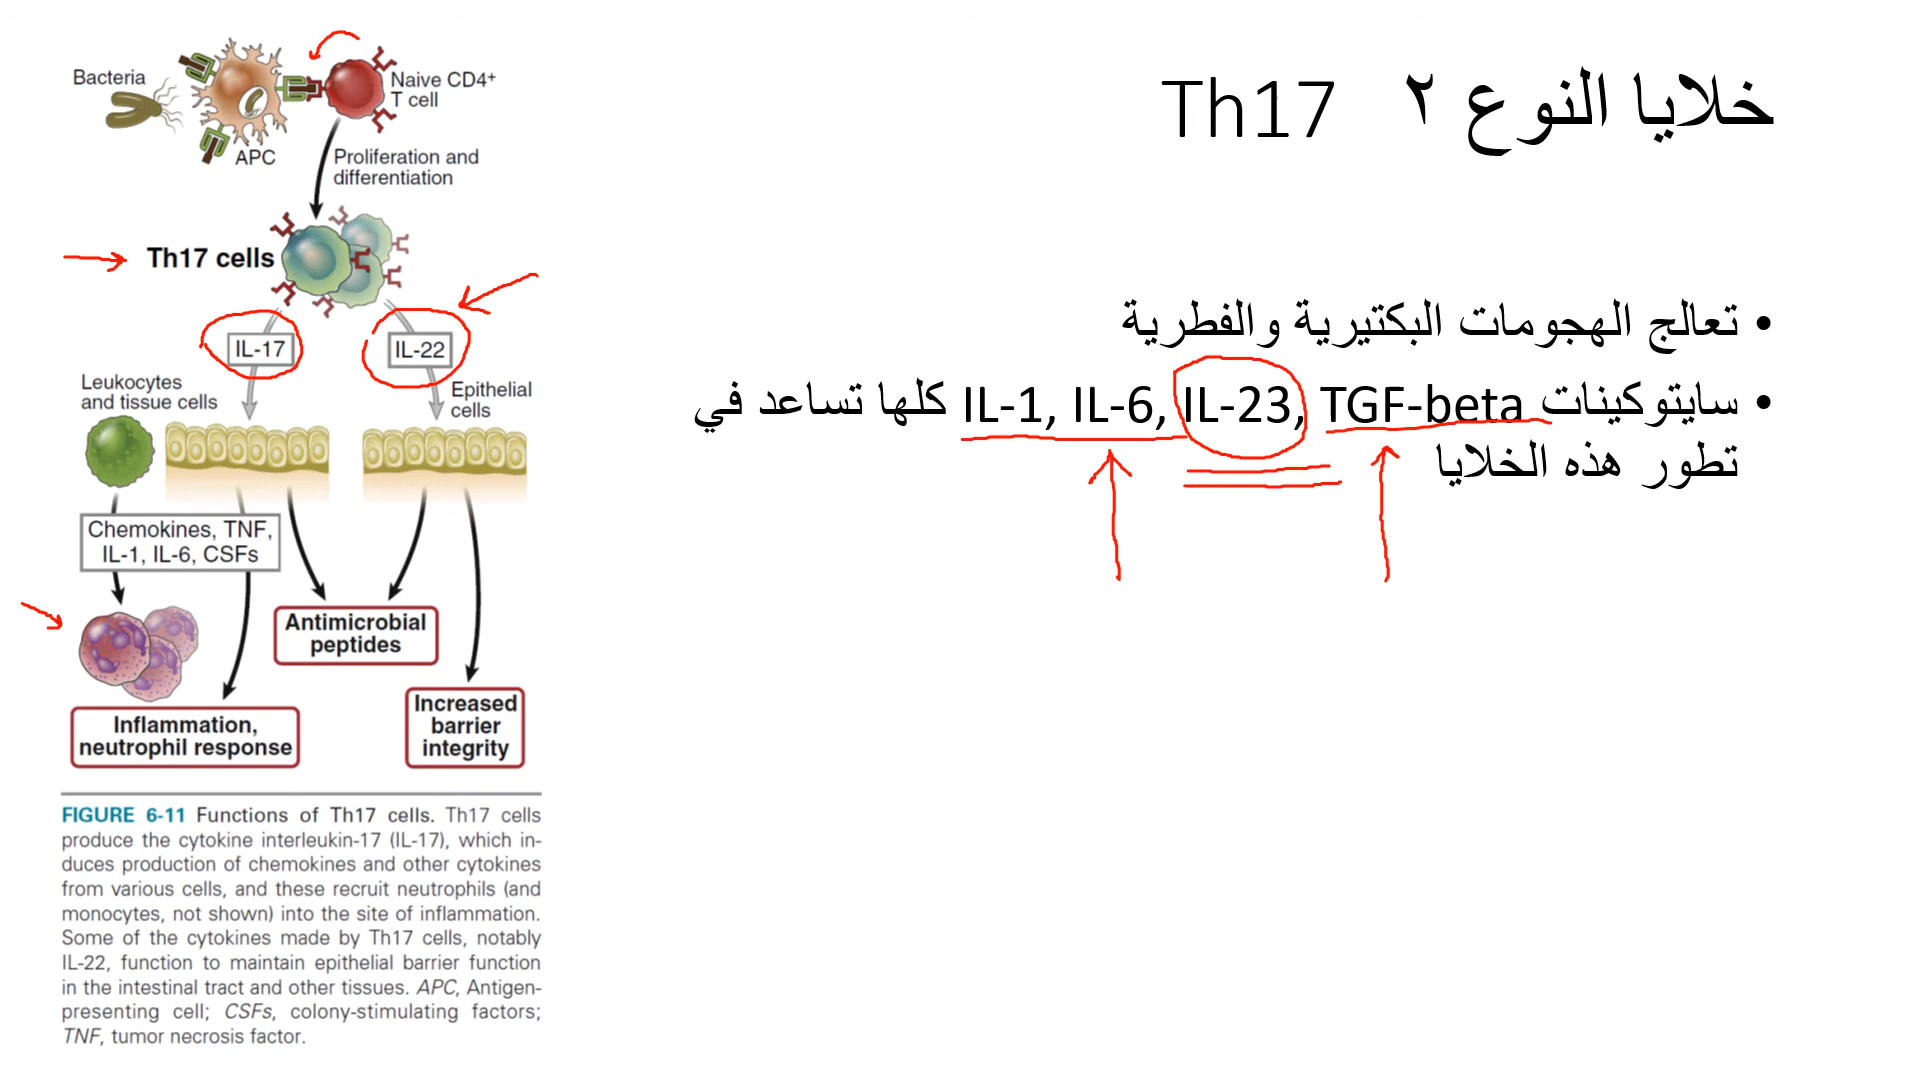 خلايا النوع ٢ Th17
تعالج الهجومات البكتيرية والفطرية
سايتوكينات IL-1, IL-6, IL-23, TGF-beta كلها تساعد في
تطور هذه الخلايا
Bacteria
APC
Naive CD4+
T cell
Proliferation and
differentiation
Th17 cells
IL-17
IL-22
Leukocytes
and tissue cells
Epithelial
cells
Chemokines, TNF,
IL-1, IL-6, CSFs
Antimicrobial
peptides
Inflammation,
neutrophil response
Increased
barrier
integrity
FIGURE 6-11 Functions of Th17 cells. Th17 cells
produce the cytokine interleukin-17 (IL-17), which in-
duces production of chemokines and other cytokines
from various cells, and these recruit neutrophils (and
monocytes, not shown) into the site of inflammation.
Some of the cytokines made by Th17 cells, notably
IL-22, function to maintain epithelial barrier function
in the intestinal tract and other tissues. APC, Antigen-
presenting cell; CSFs, colony-stimulating factors;
TNF, tumor necrosis factor.